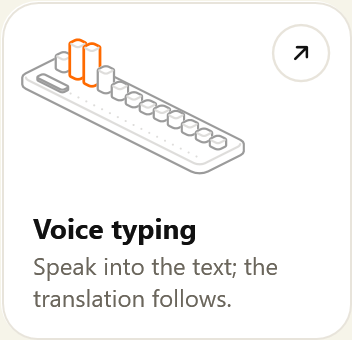 Voice typing
Speak into the text; the
translation follows.